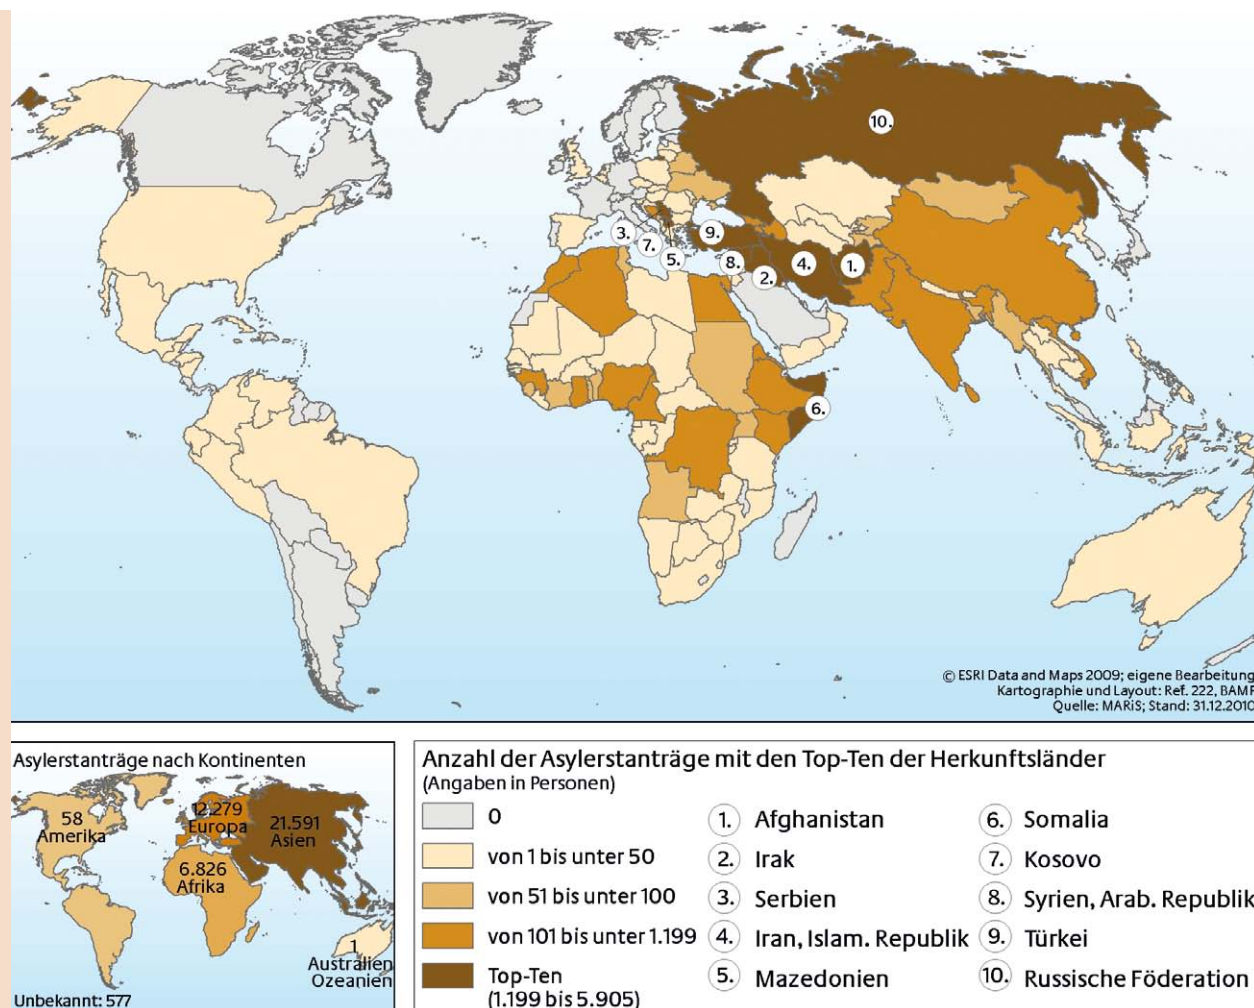 10.
3.
9.
7.
8.
4.
1.
5.
2.
6.
© ESRI Data and Maps 2009; eigene Bearbeitung
Kartographie und Layout: Ref. 222, BAMF
Quelle: MARiS; Stand: 31.12.2010
Asylerstanträge nach Kontinenten
58
Amerika
12.279
Europa
21.591
Asien
6.826
Afrika
1
Australien
Ozeanien
Unbekannt: 577
Anzahl der Asylerstanträge mit den Top-Ten der Herkunftsländer
(Angaben in Personen)
0
von 1 bis unter 50
von 51 bis unter 100
von 101 bis unter 1.199
Top-Ten
(1.199 bis 5.905)
1. Afghanistan
2. Irak
3. Serbien
4. Iran, Islam. Republik
5. Mazedonien
6. Somalia
7. Kosovo
8. Syrien, Arab. Republik
9. Türkei
10. Russische Föderation